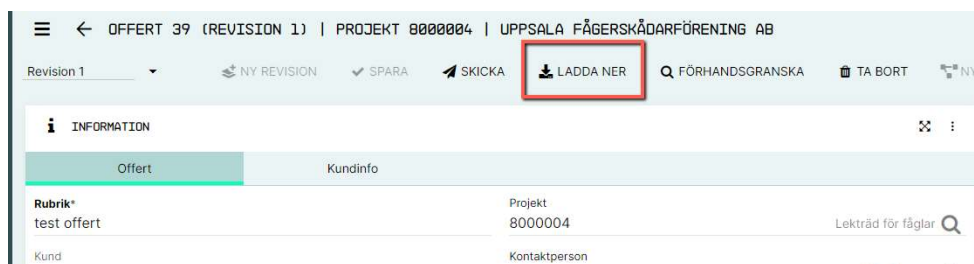 OFFERT 39 (REVISION 1) | PROJEKT 8000004 | UPPSALA FÅGERSKÅDARFÖRENING AB
Revision 1 NY REVISION SPARA SKICKA LADDA NER FÖRHANDSGRANSKA TA BORT NY
INFORMATION
Offert Kundinfo
Rubrik* Projekt
test offert 8000004 Lekträd för fåglar
Kund Kontaktperson